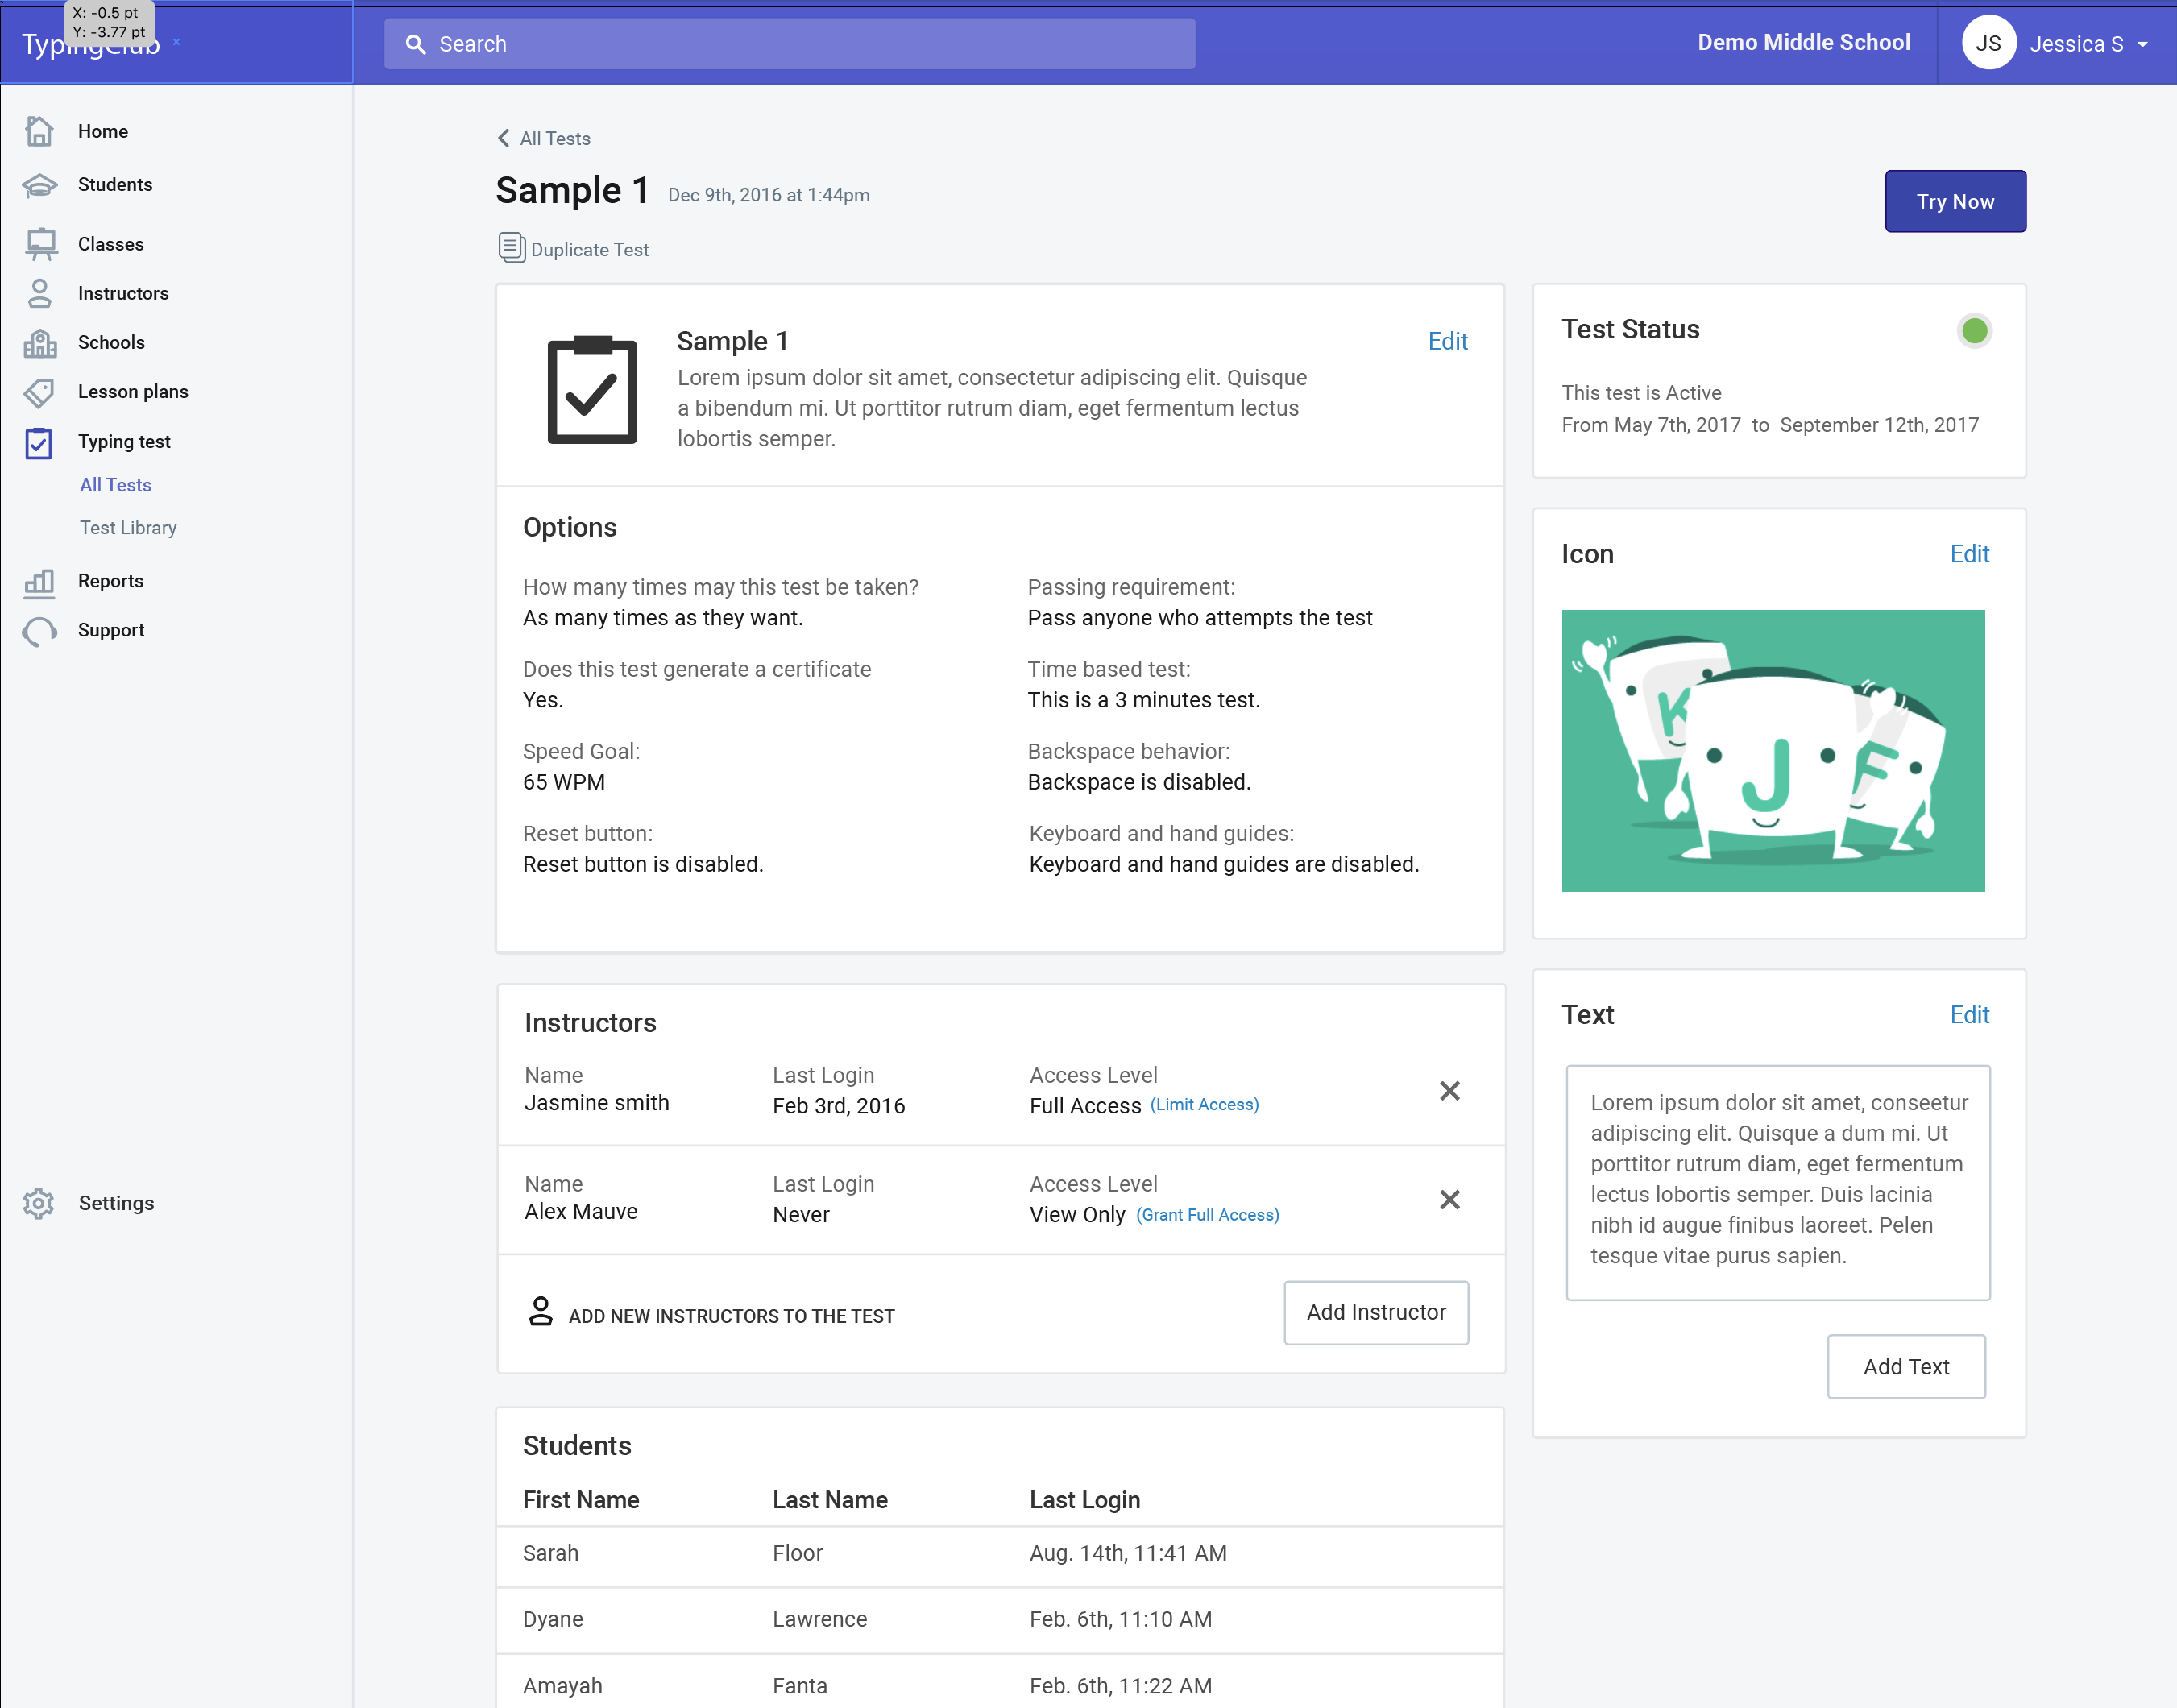 X: -0.5 pt
Y: -3.77 pt
TypingClub
Search
Demo Middle School
JS
Jessica S
Home
Students
Classes
Instructors
Schools
Lesson plans
Typing test
All Tests
Test Library
Reports
Support
Settings
All Tests
Sample 1
Dec 9th, 2016 at 1:44pm
Try Now
Duplicate Test
Sample 1
Edit
Lorem ipsum dolor sit amet, consectetur adipiscing elit. Quisque
a bibendum mi. Ut porttitor rutrum diam, eget fermentum lectus
lobortis semper.
Options
How many times may this test be taken?
As many times as they want.
Passing requirement:
Pass anyone who attempts the test
Does this test generate a certificate
Yes.
Time based test:
This is a 3 minutes test.
Speed Goal:
65 WPM
Backspace behavior:
Backspace is disabled.
Reset button:
Reset button is disabled.
Keyboard and hand guides:
Keyboard and hand guides are disabled.
Instructors
Name
Last Login
Access Level
Jasmine smith
Feb 3rd, 2016
Full Access (Limit Access)
Name
Last Login
Access Level
Alex Mauve
Never
View Only (Grant Full Access)
ADD NEW INSTRUCTORS TO THE TEST
Add Instructor
Students
First Name
Last Name
Last Login
Sarah
Floor
Aug. 14th, 11:41 AM
Dyane
Lawrence
Feb. 6th, 11:10 AM
Amayah
Fanta
Feb. 6th, 11:22 AM
Test Status
This test is Active
From May 7th, 2017 to September 12th, 2017
Icon
Edit
K
J
F
Text
Edit
Lorem ipsum dolor sit amet, conseetur
adipiscing elit. Quisque a dum mi. Ut
porttitor rutrum diam, eget fermentum
lectus lobortis semper. Duis lacinia
nibh id augue finibus laoreet. Pelen
tesque vitae purus sapien.
Add Text